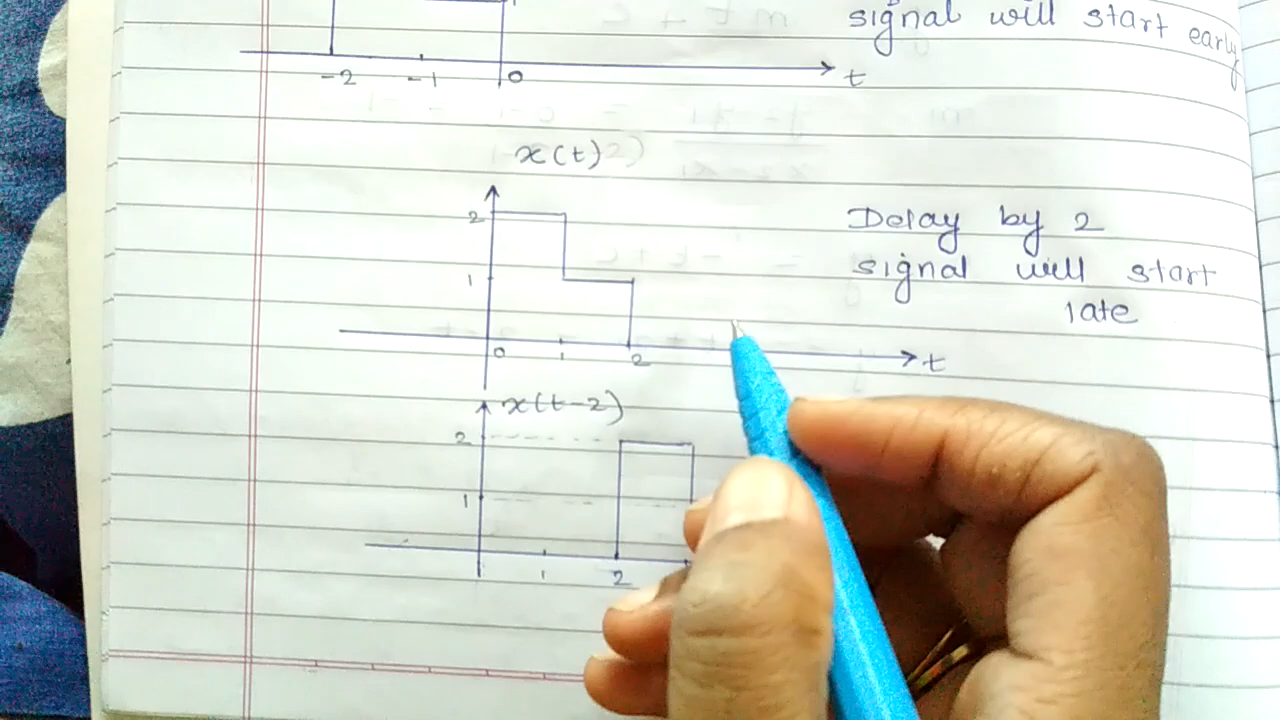 signal will start early
-2 -1 0 t
x(t)
2
1
0 1 2 t
Delay by 2
signal will start
late
x(t-2)
2
1
1 2